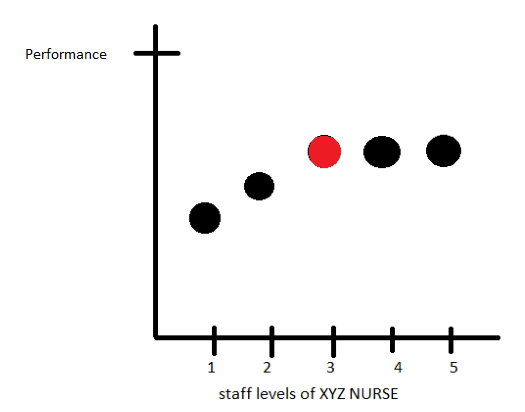 Performance
1 2 3 4 5
staff levels of XYZ NURSE